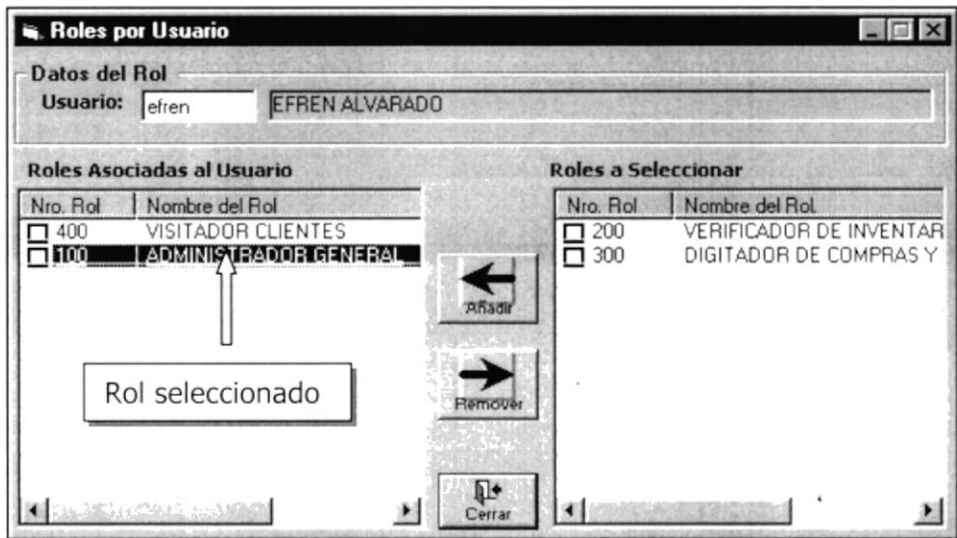 Roles por Usuario
Datos del Rol
Usuario: efren EFREN ALVARADO
Roles Asociadas al Usuario
Nro. Rol Nombre del Rol
400 VISITADOR CLIENTES
100 ADMINISTRADOR GENERAL
Rol seleccionado
Añadir
Remover
Cerrar
Roles a Seleccionar
Nro. Rol Nombre del Rol.
200 VERIFICADOR DE INVENTAR
300 DIGITADOR DE COMPRAS Y